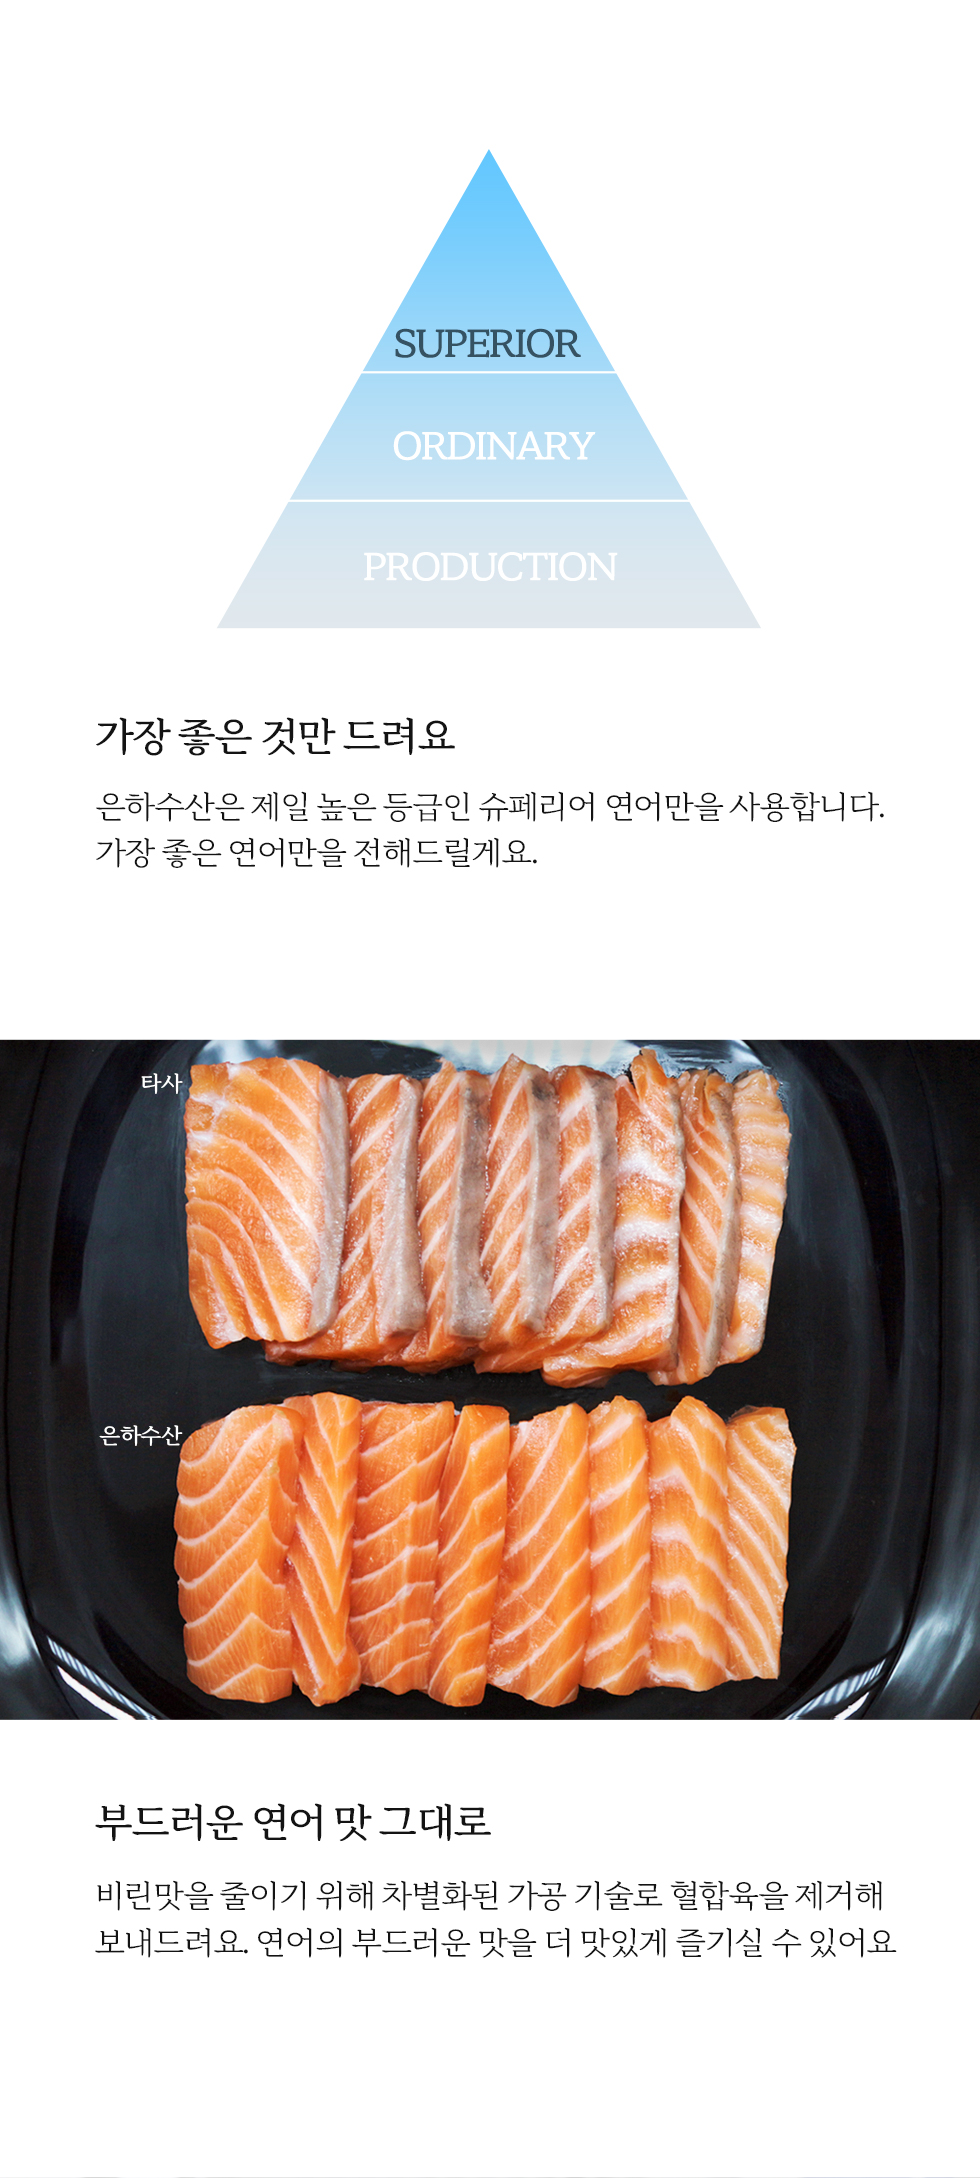 SUPERIOR
ORDINARY
PRODUCTION
가장 좋은 것만 드려요
은하수산은 제일 높은 등급인 슈페리어 연어만을 사용합니다.
가장 좋은 연어만을 전해드릴게요.
타사
은하수산
부드러운 연어 맛 그대로
비린맛을 줄이기 위해 차별화된 가공 기술로 혈합육을 제거해
보내드려요. 연어의 부드러운 맛을 더 맛있게 즐기실 수 있어요